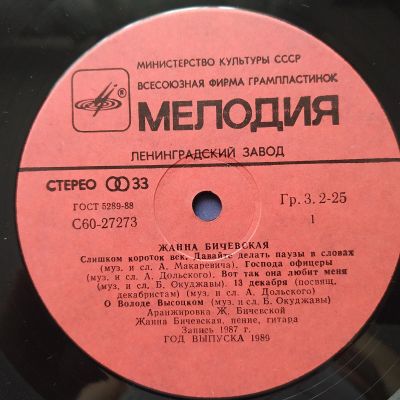 МИНИСТЕРСТВО КУЛЬТУРЫ СССР
ВСЕСОЮЗНАЯ ФИРМА ГРАМПЛАСТИНОК
МЕЛОДИЯ
ЛЕНИНГРАДСКИЙ ЗАВОД
СТЕРЕО 33
Гр. 3. 2-25
ГОСТ 5289-88
С60-27273
1
ЖАННА БИЧЕВСКАЯ
Слишком короток век. Давайте делать паузы в словах
(муз. и сл. А. Макаревича). Господа офицеры
(муз. и сл. А. Дольского). Вот так она любит меня
(муз. и сл. Б. Окуджавы). 13 декабря (посвящ.
декабристам) (муз. и сл. А. Дольского)
О Володе Высоцком (муз. и сл. Б. Окуджавы)
Аранжировка Ж. Бичевской
Жанна Бичевская, пение, гитара
Запись 1987 г.
ГОД ВЫПУСКА 1989